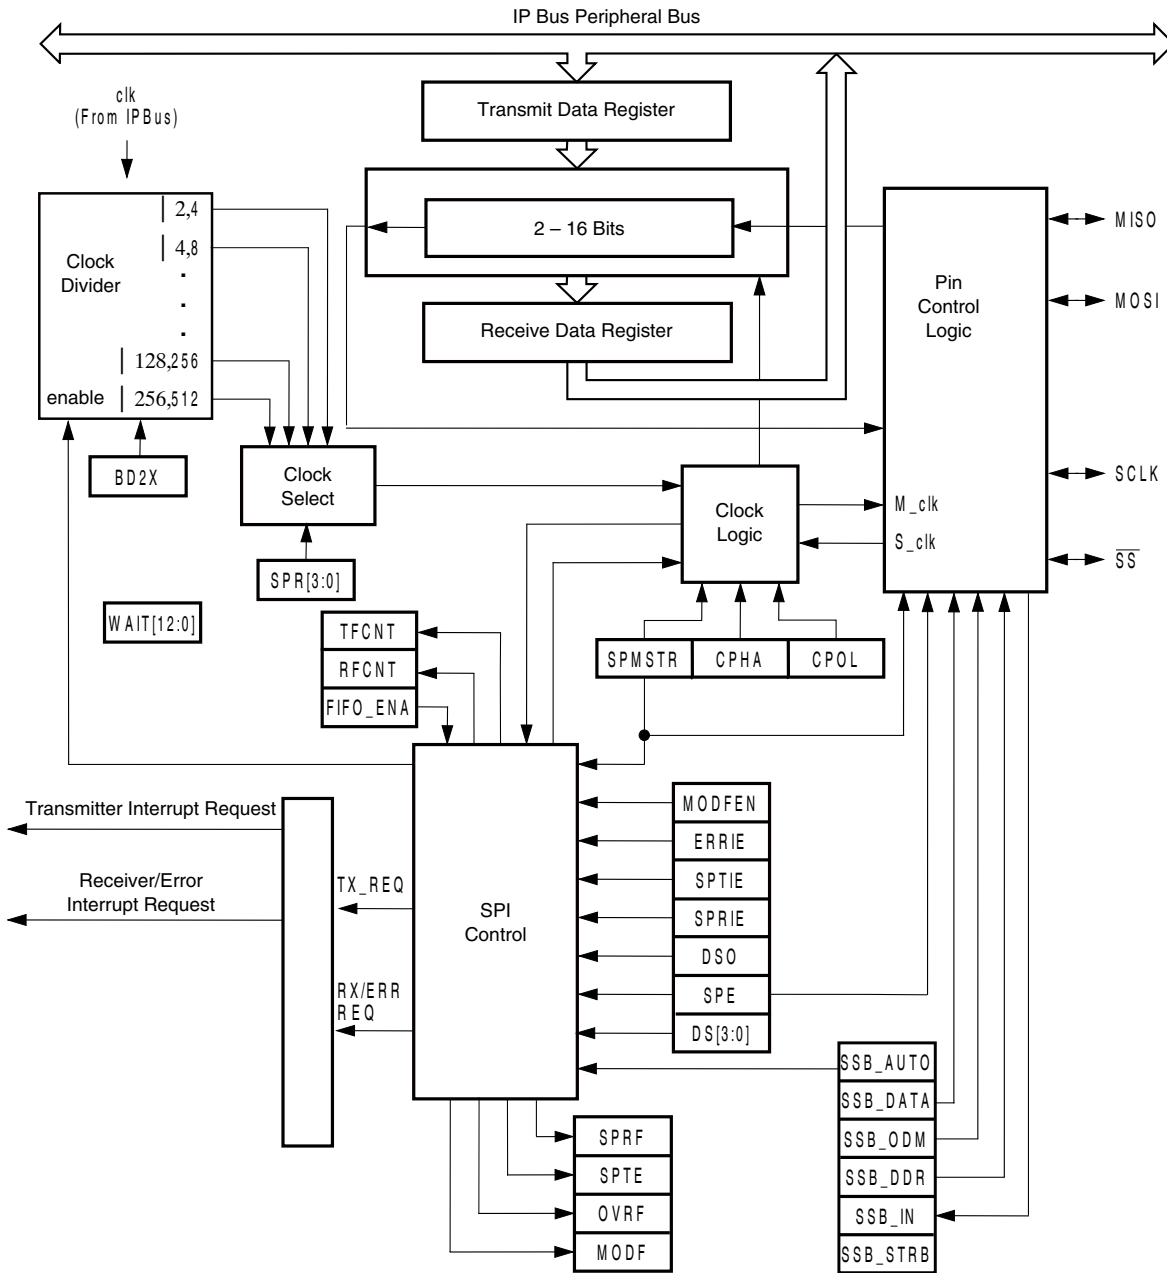 IP Bus Peripheral Bus
clk
(From IPBus)
Transmit Data Register
2 – 16 Bits
Receive Data Register
Clock
Divider
| 2,4
| 4,8
.
.
.
| 128,256
enable
| 256,512
BD2X
Clock
Select
SPR[3:0]
WAIT[12:0]
Clock
Logic
Pin
Control
Logic
M_clk
S_clk
MISO
MOSI
SCLK
S̅S̅
TFCNT
RFCNT
FIFO_ENA
SPMSTR
CPHA
CPOL
Transmitter Interrupt Request
Receiver/Error
Interrupt Request
TX_REQ
RX/ERR
REQ
SPI
Control
MODFEN
ERRIE
SPTIE
SPRIE
DSO
SPE
DS[3:0]
SSB_AUTO
SSB_DATA
SSB_ODM
SSB_DDR
SSB_IN
SSB_STRB
SPRF
SPTE
OVRF
MODF